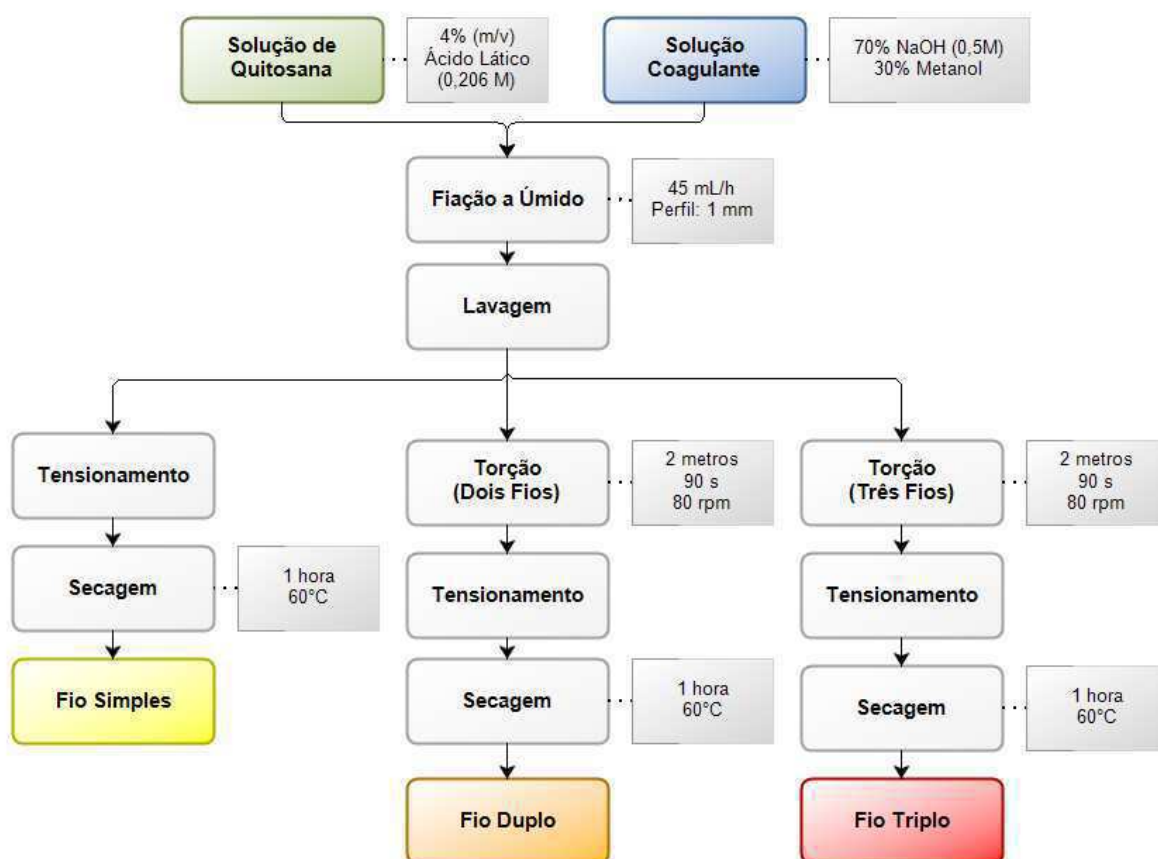 Solução de
Quitosana
4% (m/v)
Ácido Lático
(0,206 M)
Solução
Coagulante
70% NaOH (0,5M)
30% Metanol
Fiação a Úmido
45 mL/h
Perfil: 1 mm
Lavagem
Tensionamento
Torção
(Dois Fios)
2 metros
90 s
80 rpm
Torção
(Três Fios)
2 metros
90 s
80 rpm
Secagem
1 hora
60°C
Tensionamento
Tensionamento
Fio Simples
Secagem
1 hora
60°C
Secagem
1 hora
60°C
Fio Duplo
Fio Triplo